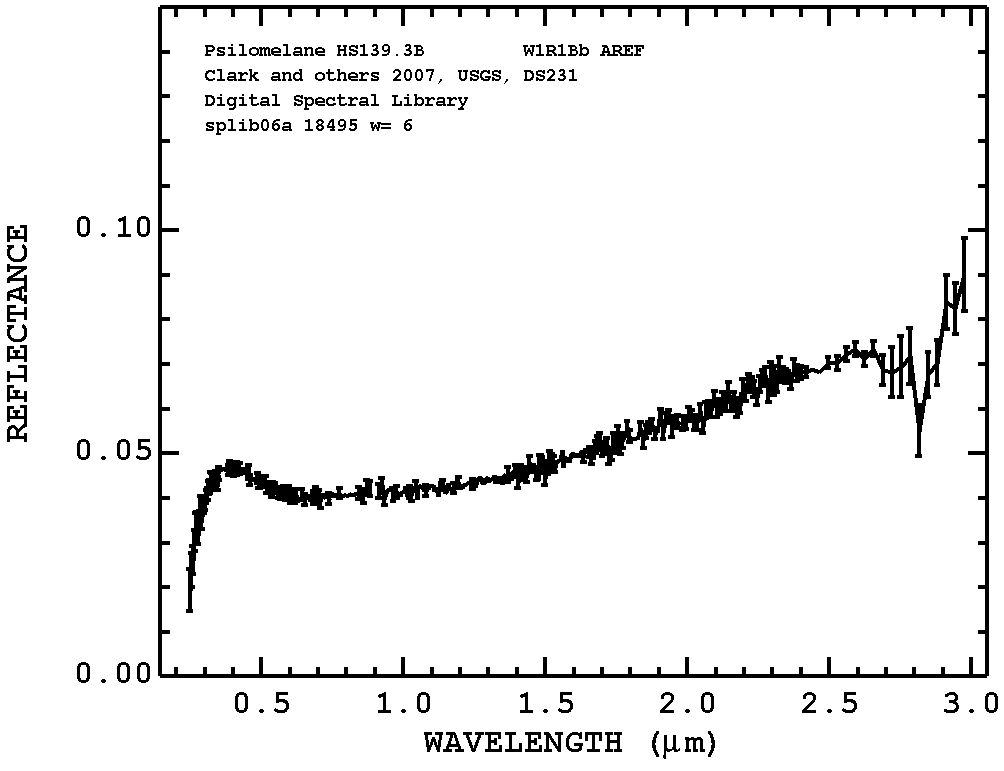 Psilomelane HS139.3B W1R1Bb AREF
Clark and others 2007, USGS, DS231
Digital Spectral Library
splib06a 18495 w= 6
REFLECTANCE
0.10
0.05
0.00
0.5 1.0 1.5 2.0 2.5 3.0
WAVELENGTH (μm)